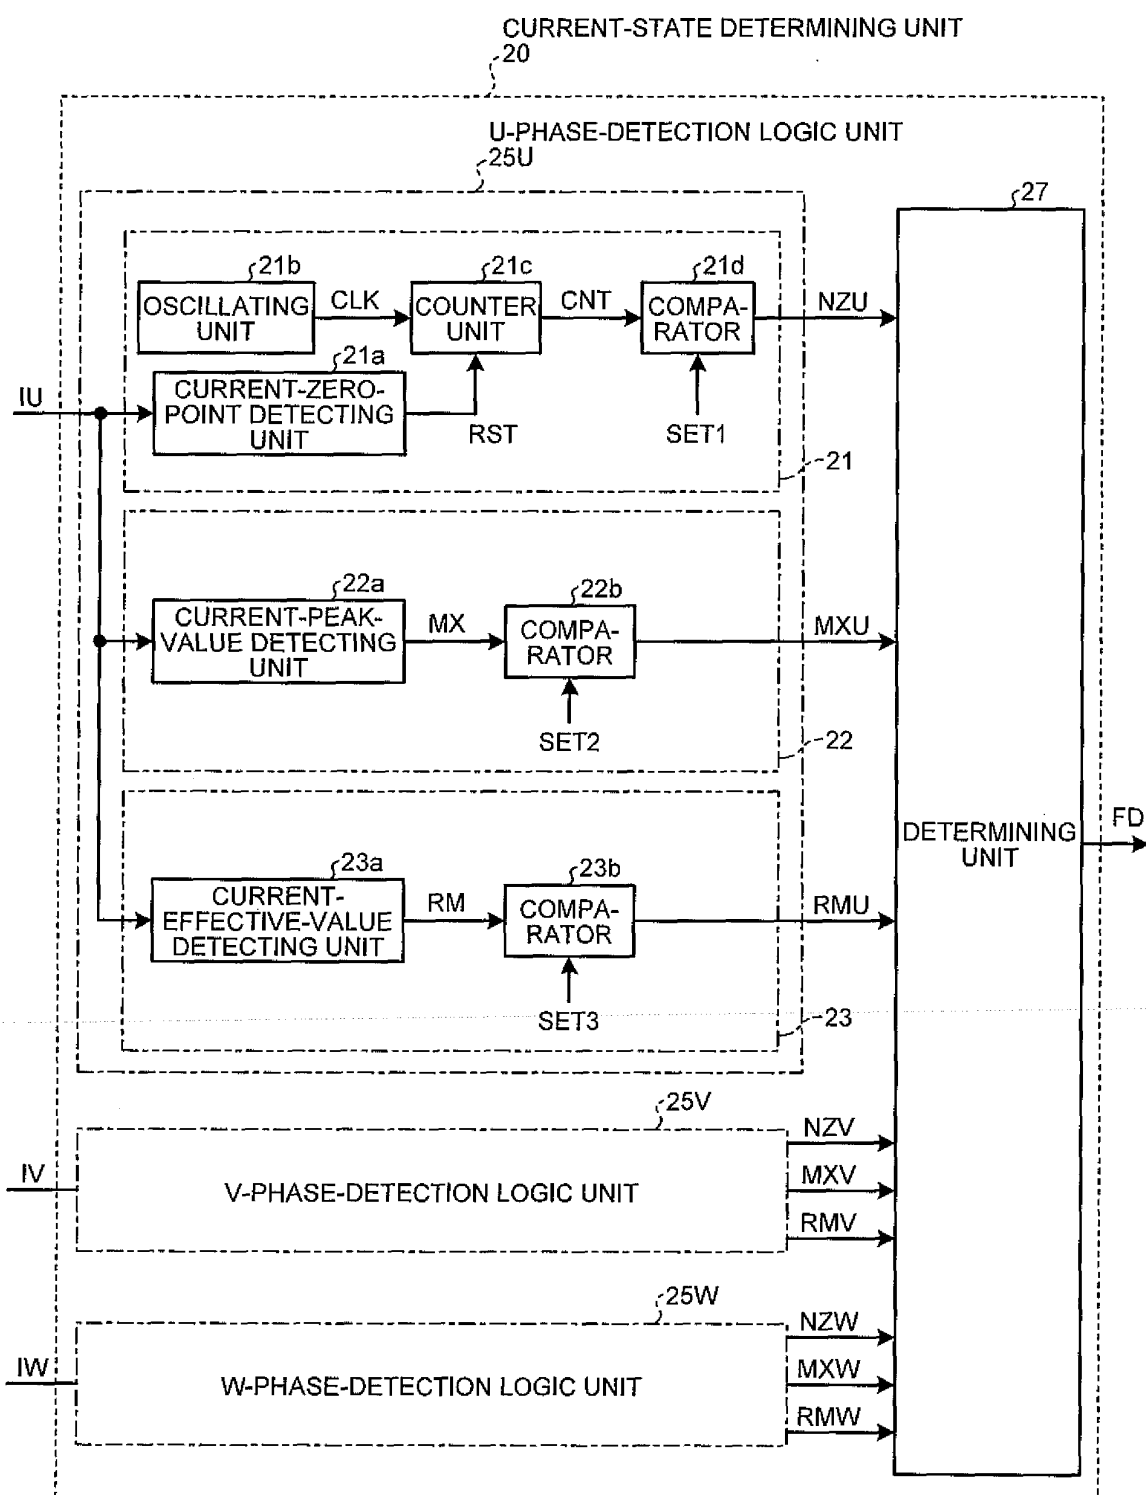 CURRENT-STATE DETERMINING UNIT
20
U-PHASE-DETECTION LOGIC UNIT
25U
27
21b
21c
21d
OSCILLATING
UNIT
CLK
COUNTER
UNIT
CNT
COMPA-
RATOR
NZU
21a
IU
CURRENT-ZERO-
POINT DETECTING
UNIT
RST
SET1
21
22a
22b
CURRENT-PEAK-
VALUE DETECTING
UNIT
MX
COMPA-
RATOR
MXU
SET2
22
DETERMINING
UNIT
FD
23a
23b
CURRENT-
EFFECTIVE-VALUE
DETECTING UNIT
RM
COMPA-
RATOR
RMU
SET3
23
25V
IV
V-PHASE-DETECTION LOGIC UNIT
NZV
MXV
RMV
25W
IW
W-PHASE-DETECTION LOGIC UNIT
NZW
MXW
RMW